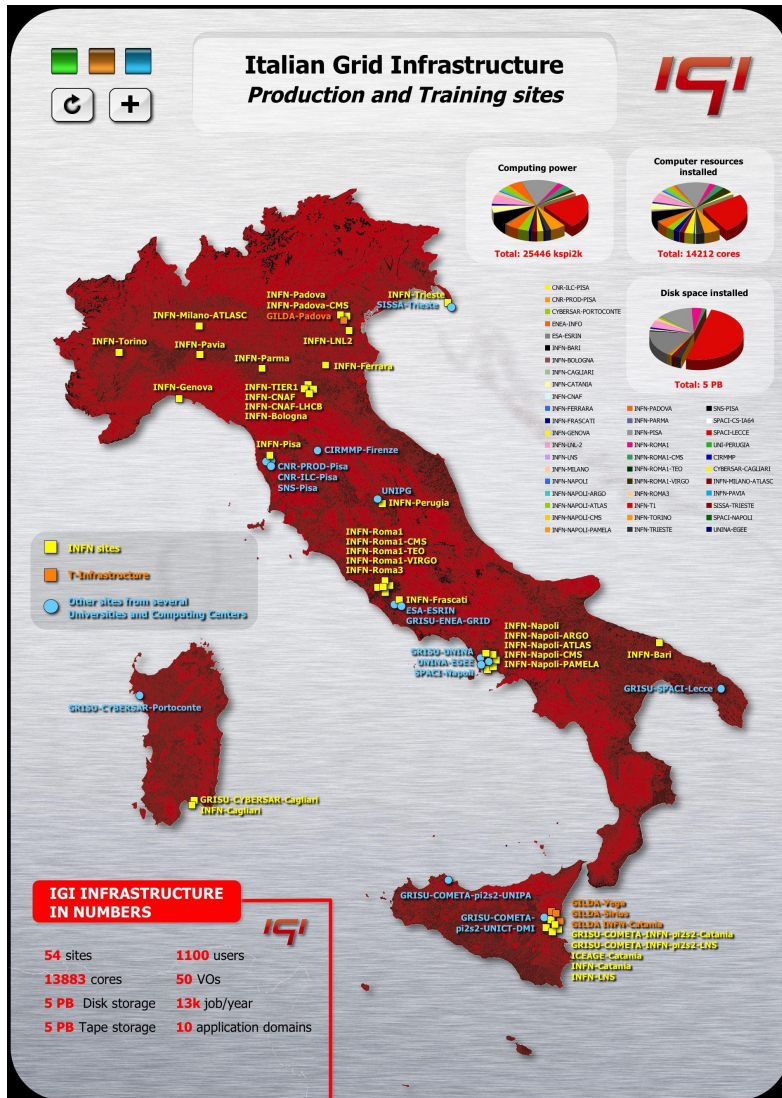 Italian Grid Infrastructure
Production and Training sites
IGI
Computing power
Total: 25446 kspi2k
Computer resources
installed
Total: 14212 cores
Disk space installed
Total: 5 PB
CNR-ILC-PISA
CNR-PROD-PISA
CYBERSAR-PORTOCONTE
ENEA-INFO
ESA-ESRIN
INFN-BARI
INFN-BOLOGNA
INFN-CAGLIARI
INFN-CATANIA
INFN-CNAF
INFN-FERRARA
INFN-FRASCATI
INFN-GENOVA
INFN-LNL-2
INFN-LNS
INFN-MILANO
INFN-NAPOLI
INFN-NAPOLI-ARGO
INFN-NAPOLI-ATLAS
INFN-NAPOLI-CMS
INFN-NAPOLI-PAMELA
INFN-PADOVA
INFN-PARMA
INFN-PISA
INFN-ROMA1
INFN-ROMA1-CMS
INFN-ROMA1-TEO
INFN-ROMA1-VIRGO
INFN-ROMA3
INFN-T1
INFN-TORINO
INFN-TRIESTE
SNS-PISA
SPACI-CS-IA64
SPACI-LECCE
UNI-PERUGIA
CIRMMP
CYBERSAR-CAGLIARI
INFN-MILANO-ATLASC
INFN-PAVIA
SISSA-TRIESTE
SPACI-NAPOLI
UNINA-EGEE
INFN-Padova
INFN-Padova-CMS
GILDA-Padova
INFN-Trieste
SISSA-Trieste
INFN-Milano-ATLASC
INFN-LNL2
INFN-Torino
INFN-Pavia
INFN-Parma
INFN-Ferrara
INFN-Genova
INFN-TIER1
INFN-CNAF
INFN-CNAF-LHCB
INFN-Bologna
INFN-Pisa
CIRMMP-Firenze
CNR-PROD-Pisa
CNR-ILC-Pisa
SNS-Pisa
UNIPG
INFN-Perugia
INFN-Roma1
INFN-Roma1-CMS
INFN-Roma1-TEO
INFN-Roma1-VIRGO
INFN-Roma3
INFN-Frascati
ESA-ESRIN
GRISU-ENEA-GRID
INFN sites
T-Infrastructure
Other sites from several
Universities and Computing Centers
INFN-Napoli
INFN-Napoli-ARGO
INFN-Napoli-ATLAS
INFN-Napoli-CMS
INFN-Napoli-PAMELA
GRISU-UNINA
UNINA-EGEE
SPACI-Napoli
INFN-Bari
GRISU-SPACI-Lecce
GRISU-CYBERSAR-Portoconte
GRISU-CYBERSAR-Cagliari
INFN-Cagliari
GRISU-COMETA-pi2s2-UNIPA
GRISU-COMETA-
pi2s2-UNICT-DMI
GILDA-Vega
GILDA-Sirius
GILDA INFN-Catania
GRISU-COMETA-INFN-pi2s2-Catania
GRISU-COMETA-INFN-pi2s2-LNS
ICEAGE-Catania
INFN-Catania
INFN-LNS
IGI INFRASTRUCTURE
IN NUMBERS
IGI
54 sites
1100 users
13883 cores
50 VOs
5 PB Disk storage
13k job/year
5 PB Tape storage
10 application domains